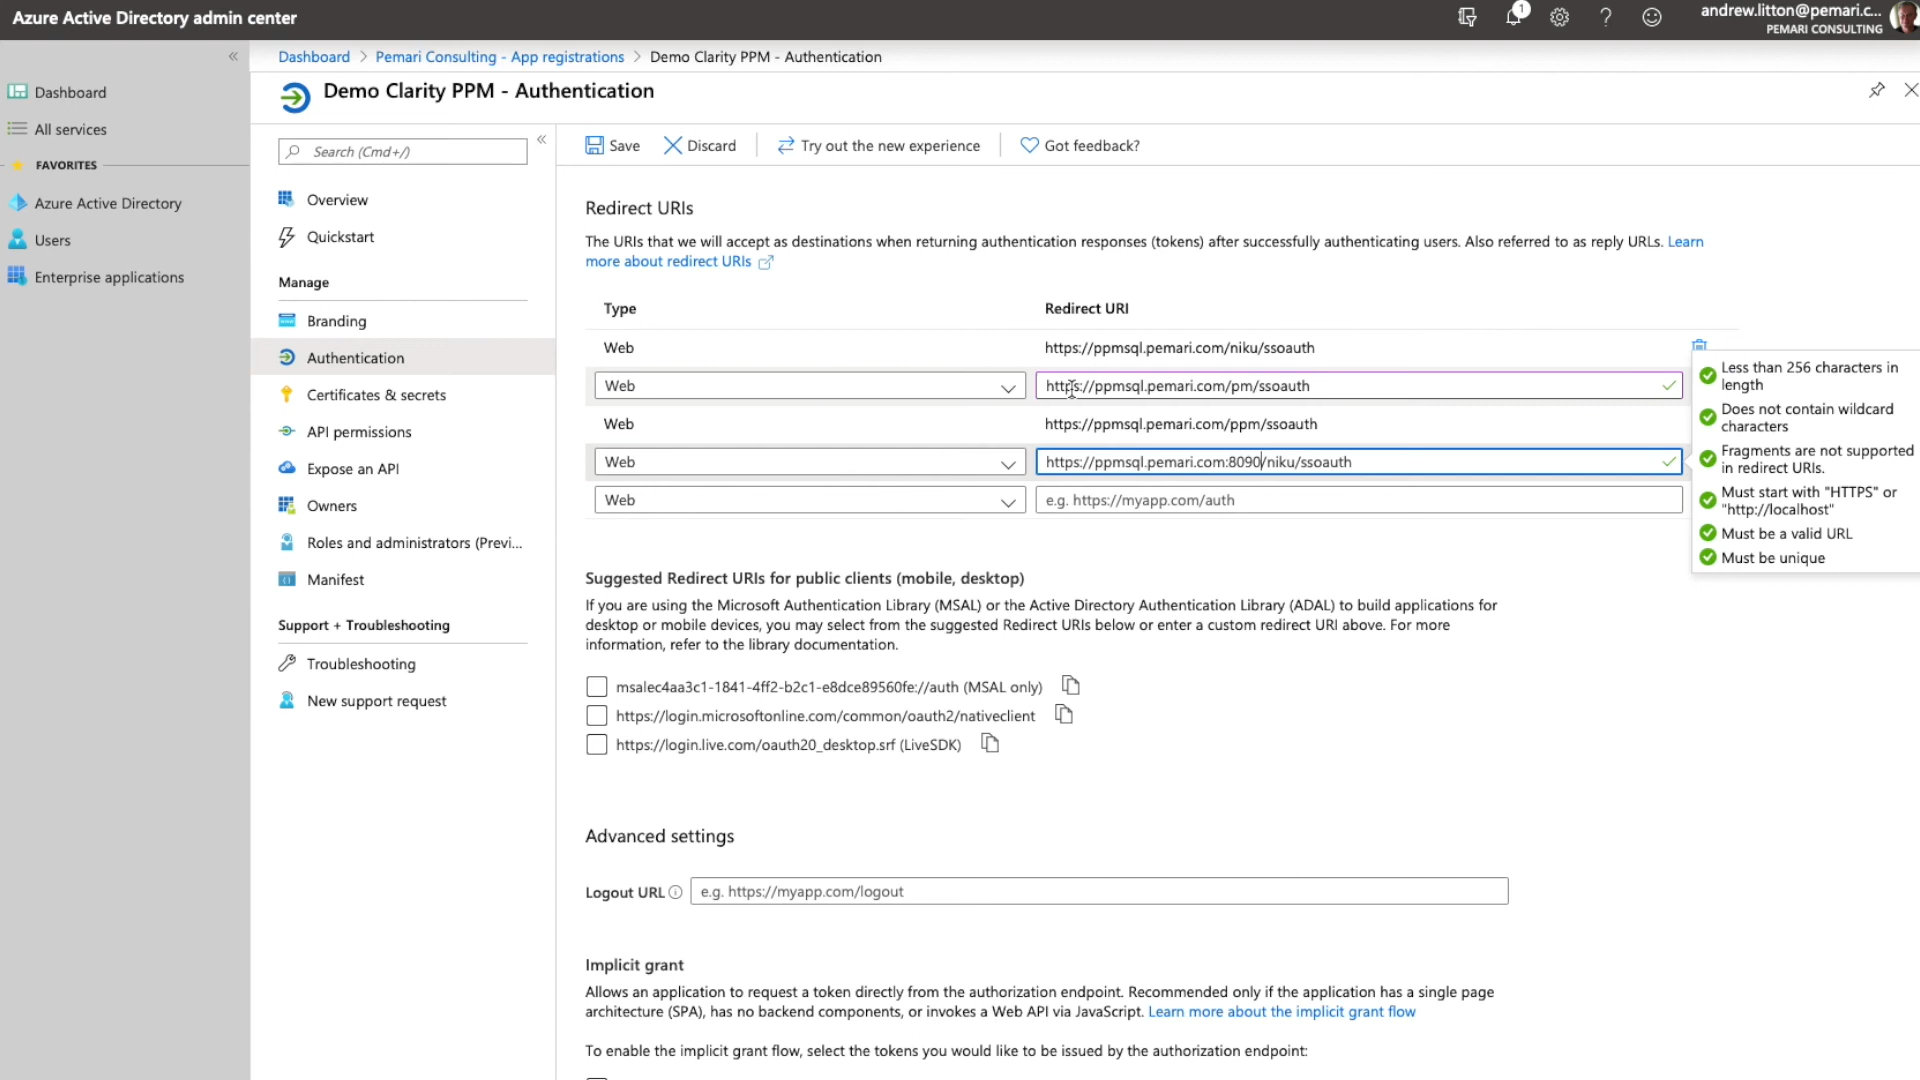 Azure Active Directory admin center
1
andrew.litton@pemari.c...
PEMARI CONSULTING
Dashboard
All services
FAVORITES
Azure Active Directory
Users
Enterprise applications
Dashboard > Pemari Consulting - App registrations > Demo Clarity PPM - Authentication
Demo Clarity PPM - Authentication
Search (Cmd+/)
Overview
Quickstart
Manage
Branding
Authentication
Certificates & secrets
API permissions
Expose an API
Owners
Roles and administrators (Previ...
Manifest
Support + Troubleshooting
Troubleshooting
New support request
Save
Discard
Try out the new experience
Got feedback?
Redirect URIs
The URIs that we will accept as destinations when returning authentication responses (tokens) after successfully authenticating users. Also referred to as reply URLs. Learn
more about redirect URIs
Type
Redirect URI
Web
https://ppmsql.pemari.com/niku/ssoauth
Web
https://ppmsql.pemari.com/pm/ssoauth
Web
https://ppmsql.pemari.com/ppm/ssoauth
Web
https://ppmsql.pemari.com:8090/niku/ssoauth
Web
e.g. https://myapp.com/auth
Less than 256 characters in
length
Does not contain wildcard
characters
Fragments are not supported
in redirect URIs.
Must start with "HTTPS" or
"http://localhost"
Must be a valid URL
Must be unique
Suggested Redirect URIs for public clients (mobile, desktop)
If you are using the Microsoft Authentication Library (MSAL) or the Active Directory Authentication Library (ADAL) to build applications for
desktop or mobile devices, you may select from the suggested Redirect URIs below or enter a custom redirect URI above. For more
information, refer to the library documentation.
msalec4aa3c1-1841-4ff2-b2c1-e8dce89560fe://auth (MSAL only)
https://login.microsoftonline.com/common/oauth2/nativeclient
https://login.live.com/oauth20_desktop.srf (LiveSDK)
Advanced settings
Logout URL
e.g. https://myapp.com/logout
Implicit grant
Allows an application to request a token directly from the authorization endpoint. Recommended only if the application has a single page
architecture (SPA), has no backend components, or invokes a Web API via JavaScript. Learn more about the implicit grant flow
To enable the implicit grant flow, select the tokens you would like to be issued by the authorization endpoint: